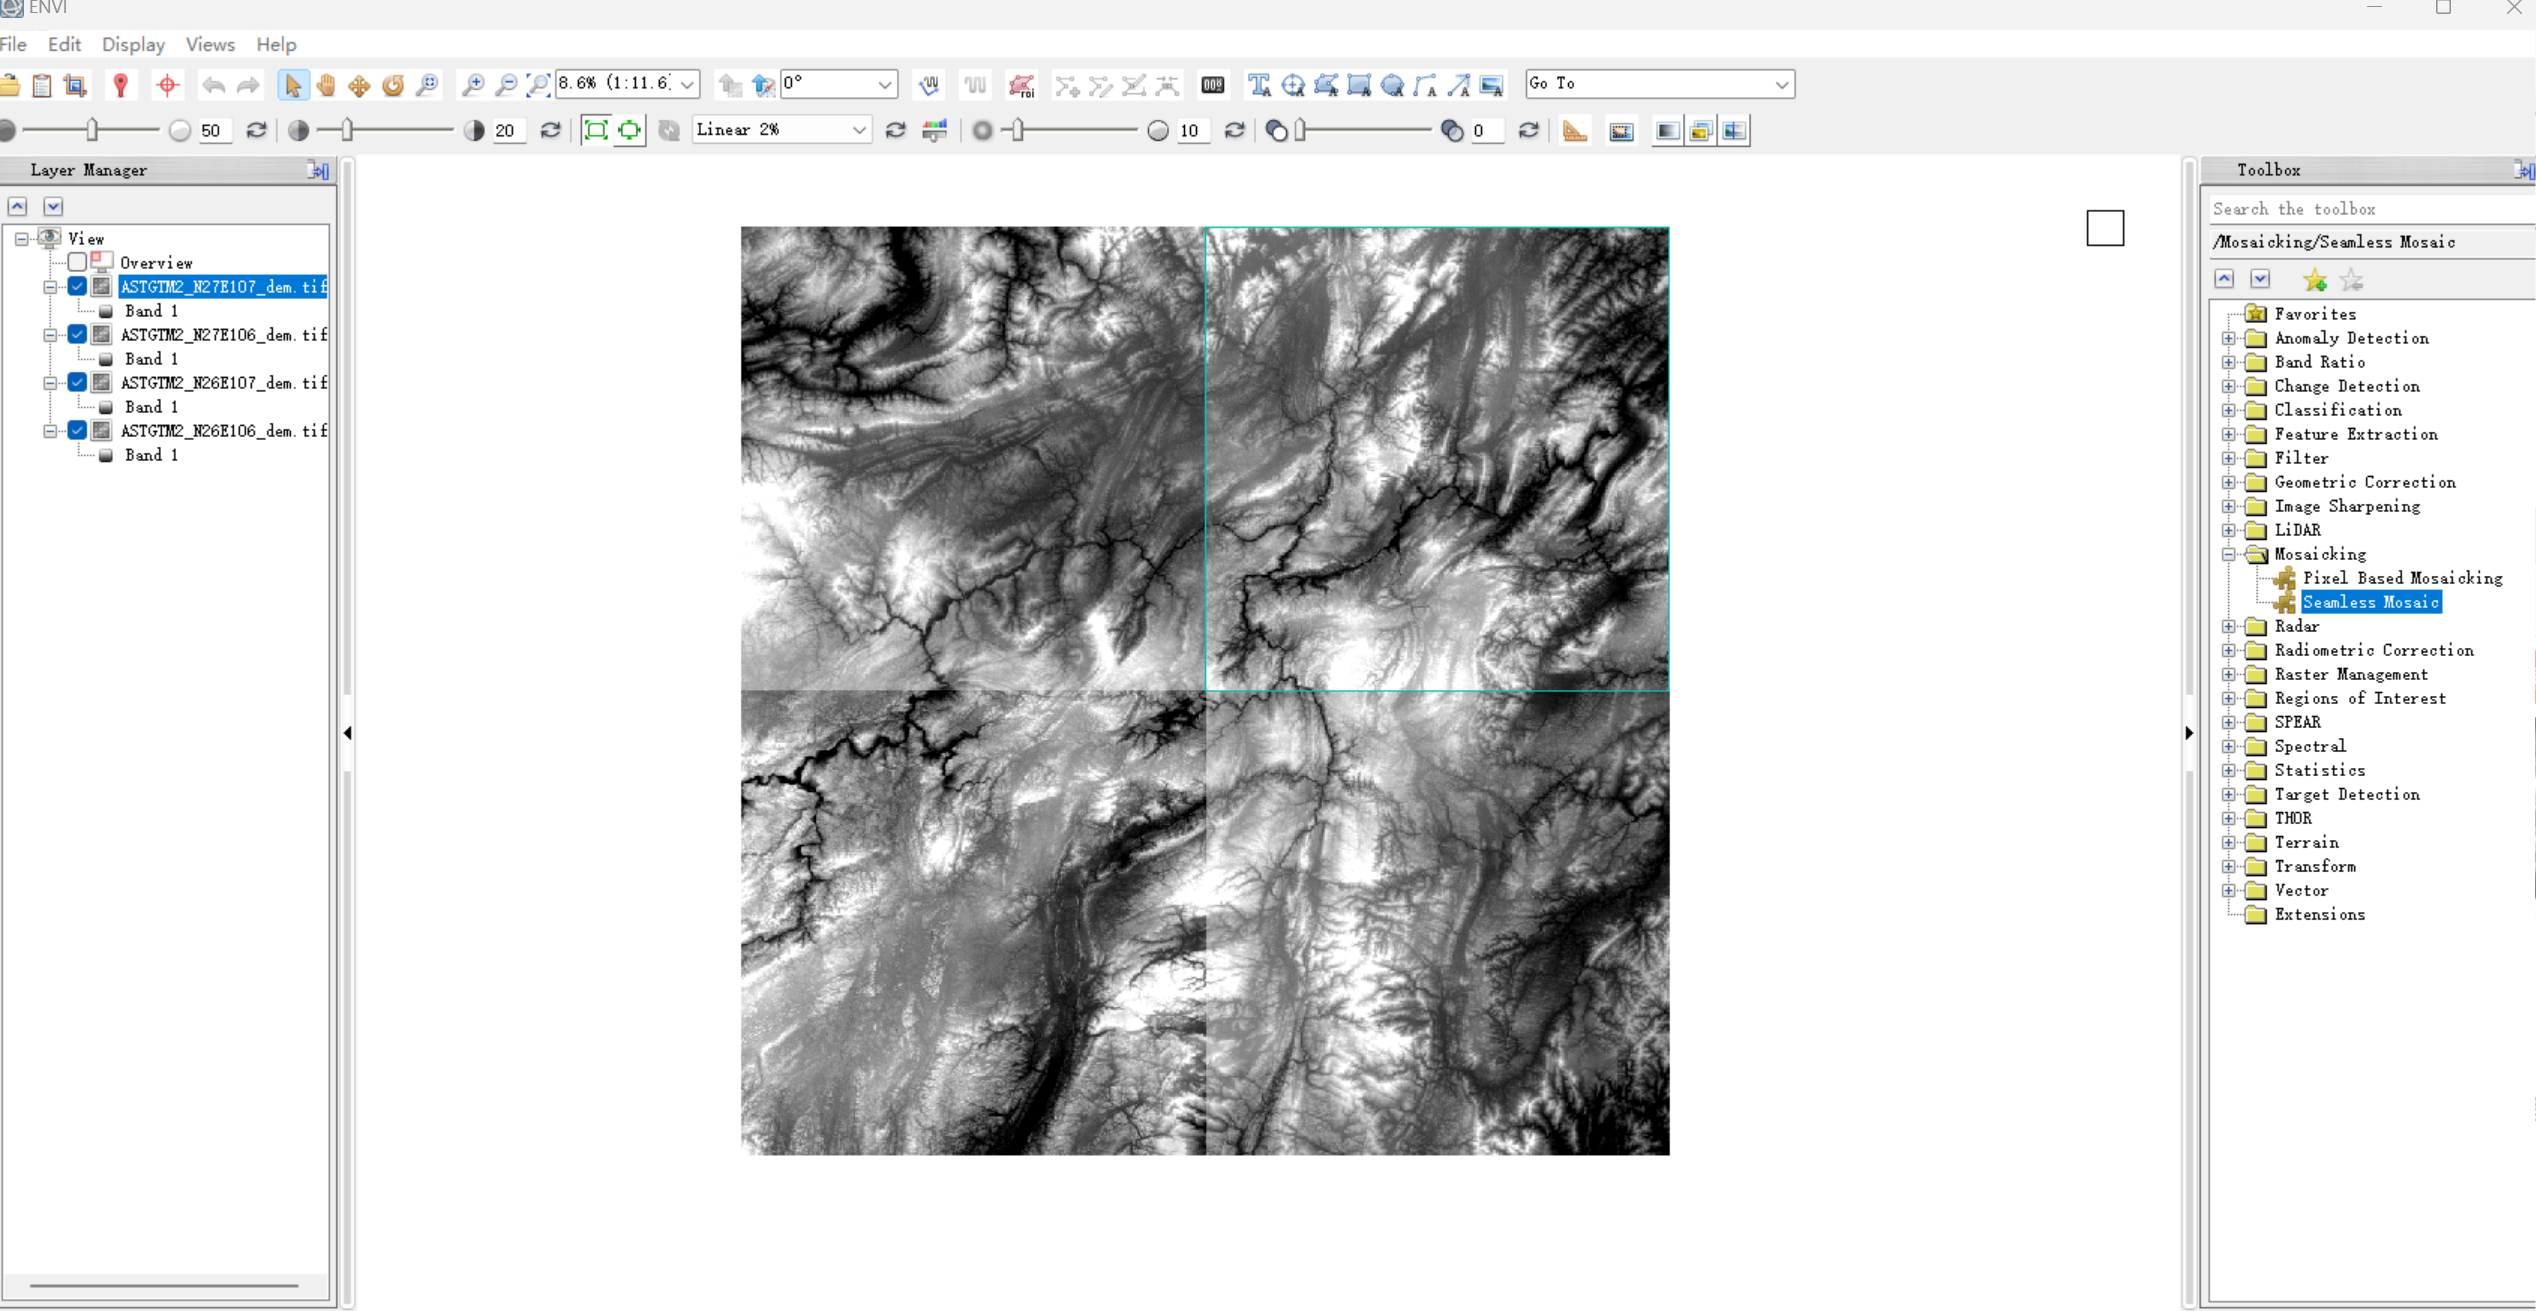 ENVI
File Edit Display Views Help
8.6% (1:11.6: 0° roi Go To
50 20 Linear 2% 10 0
Layer Manager
View
Overview
ASTGTM2_N27E107_dem.tif
Band 1
ASTGTM2_N27E106_dem.tif
Band 1
ASTGTM2_N26E107_dem.tif
Band 1
ASTGTM2_N26E106_dem.tif
Band 1
Toolbox
Search the toolbox
/Mosaicking/Seamless Mosaic
Favorites
Anomaly Detection
Band Ratio
Change Detection
Classification
Feature Extraction
Filter
Geometric Correction
Image Sharpening
LiDAR
Mosaicking
Pixel Based Mosaicking
Seamless Mosaic
Radar
Radiometric Correction
Raster Management
Regions of Interest
SPEAR
Spectral
Statistics
Target Detection
THOR
Terrain
Transform
Vector
Extensions